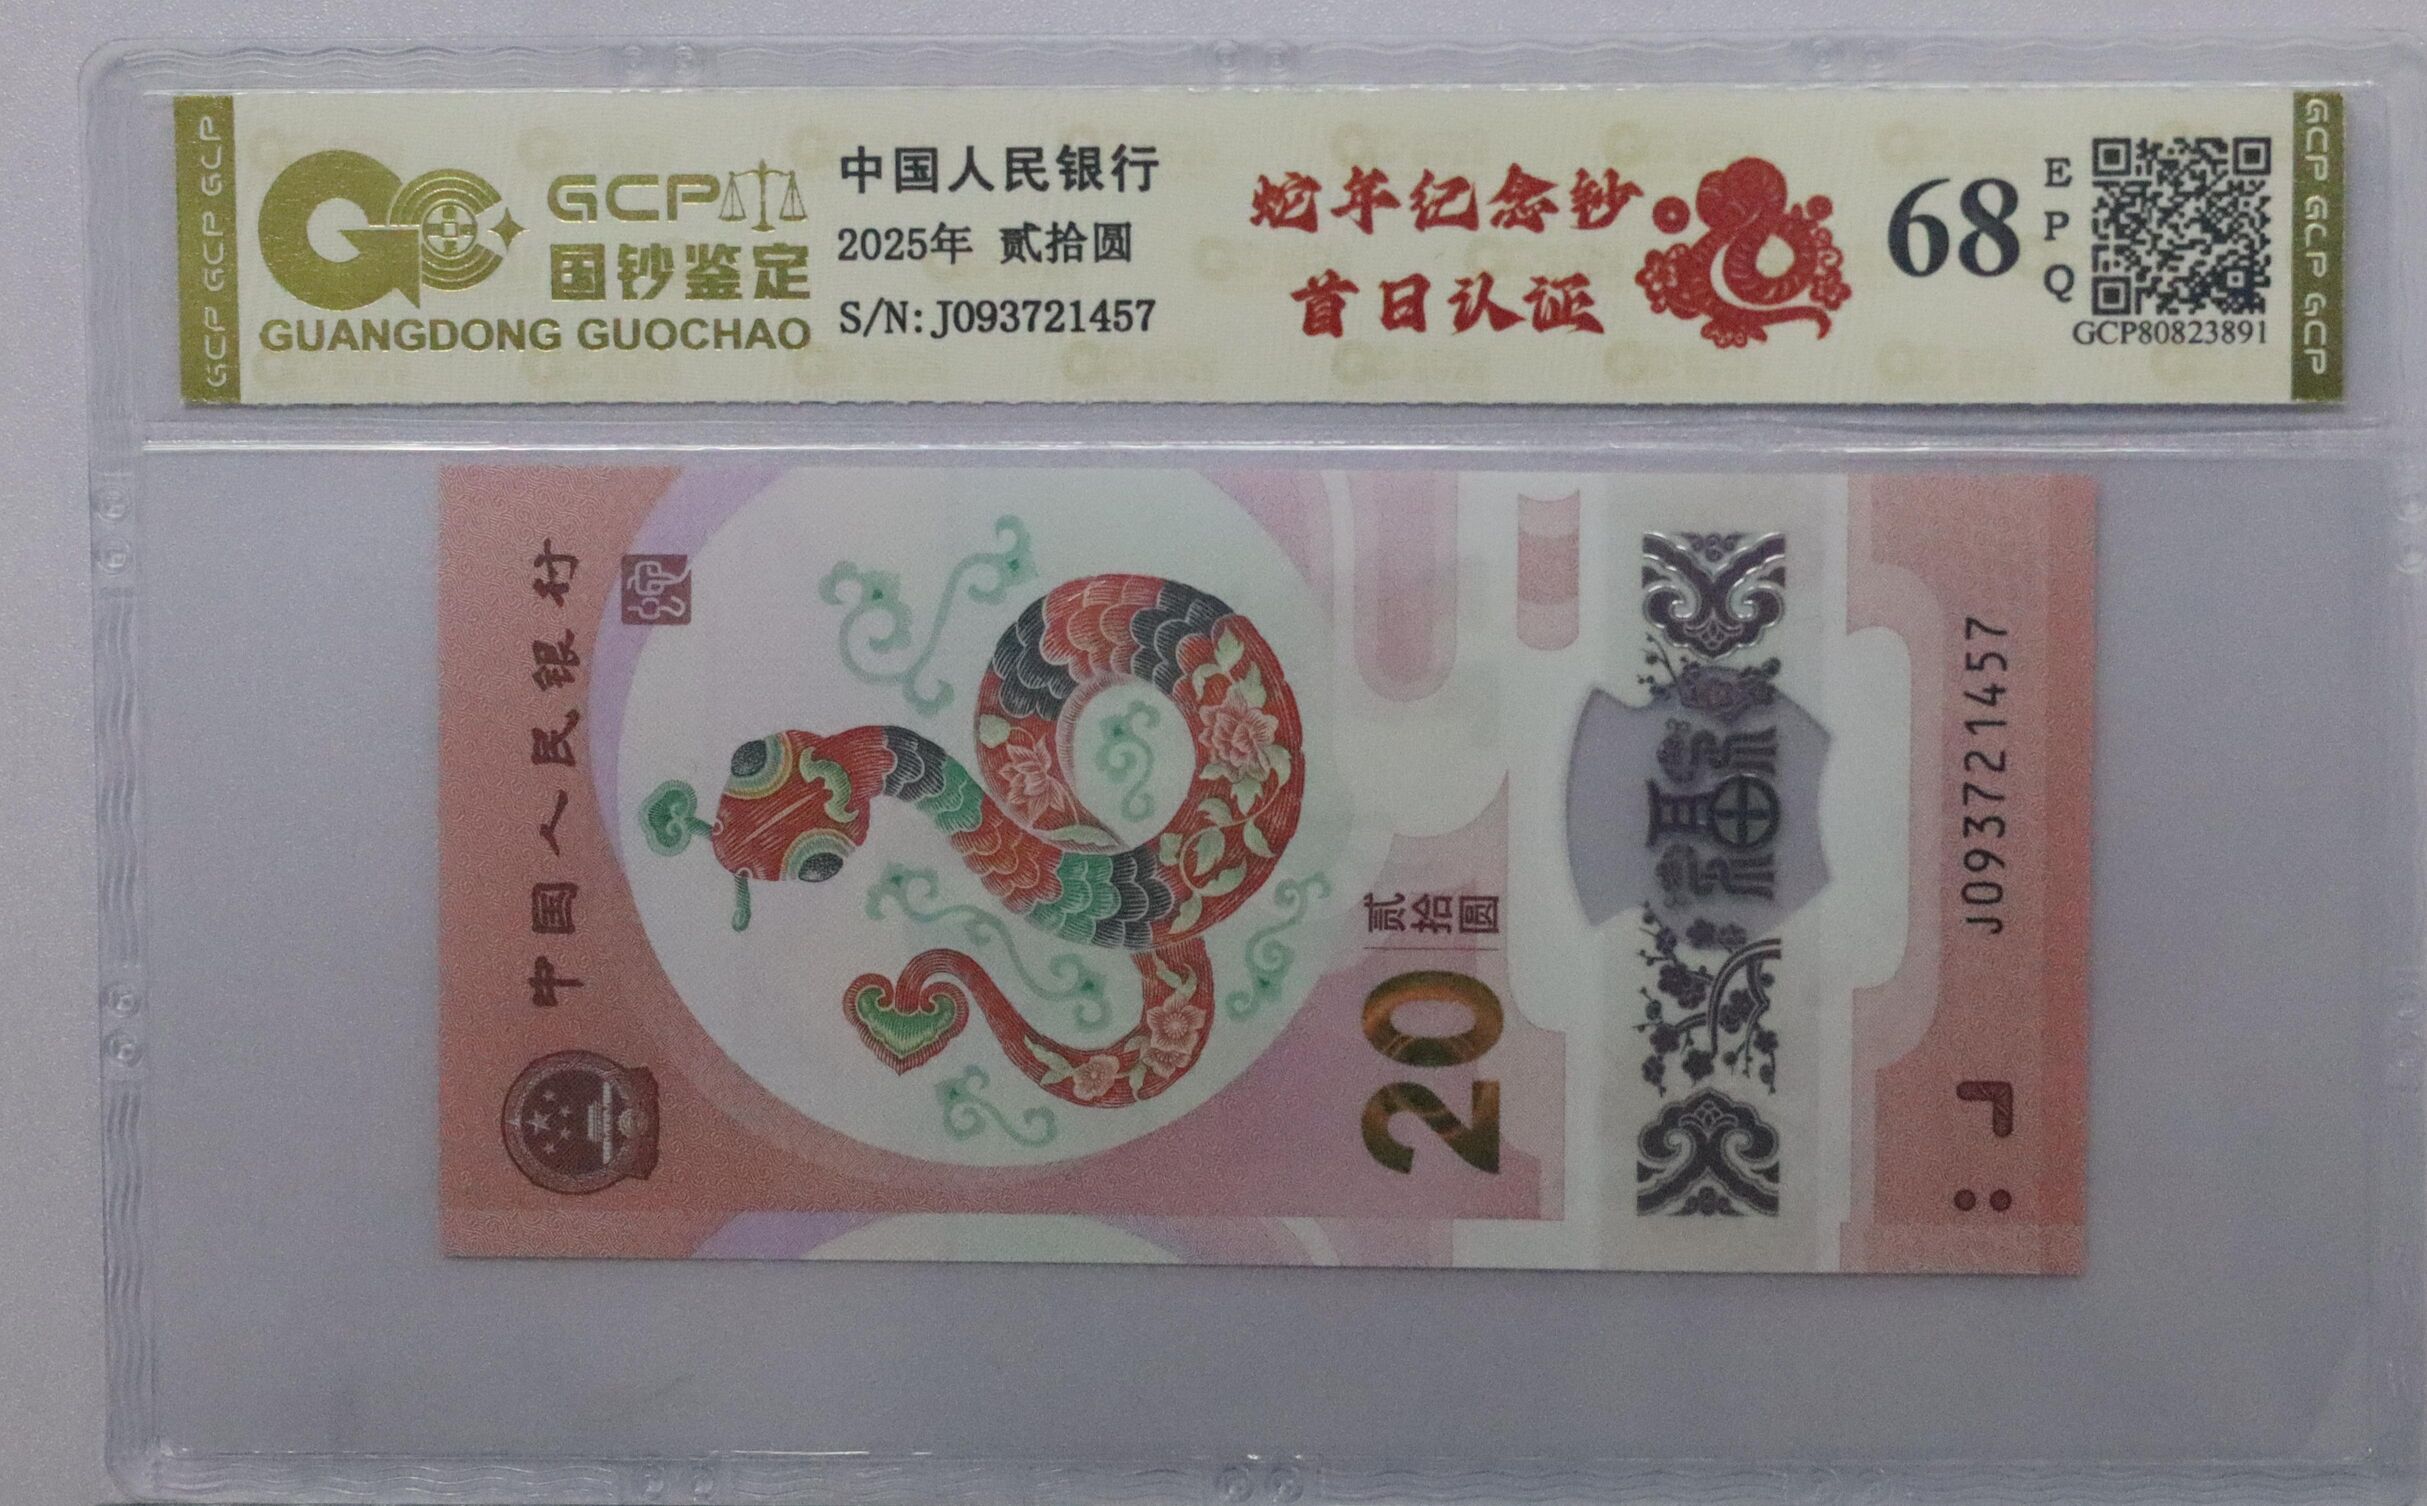 GCP GCP GCP
GCP
国钞鉴定
GUANGDONG GUOCHAO
中国人民银行
2025年 贰拾圆
S/N: J093721457
蛇年纪念钞
首日认证
68
EPQ
GCP80823891
GCP GCP GCP
中国人民银行
20
贰拾圆
福
J093721457